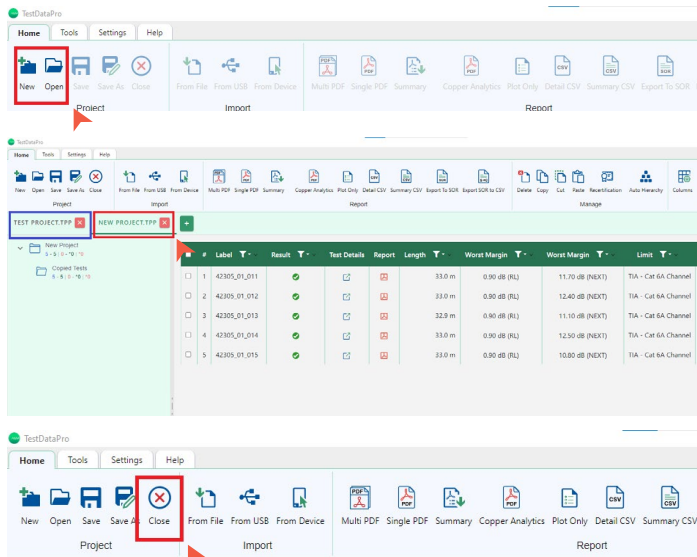 TestDataPro
Home Tools Settings Help
New Open Save Save As Close From File From USB From Device Multi PDF Single PDF Summary Copper Analytics Plot Only Detail CSV Summary CSV Export To SOR
Project Import Report
TestDataPro
Home Tools Settings Help
New Open Save Save As Close From File From USB From Device Multi PDF Single PDF Summary Copper Analytics Plot Only Detail CSV Summary CSV Export To SOR Export SOR to CSV Delete Copy Cut Paste Recertification Auto Hierarchy Columns
Project Import Report Manage
TEST PROJECT.TPP NEW PROJECT.TPP
New Project
Copied Tests
# Label Result Test Details Report Length Worst Margin Worst Margin Limit
1 42305_01_011 33.0 m 0.90 dB (RL) 11.70 dB (NEXT) TIA - Cat 6A Channel
2 42305_01_012 33.0 m 0.90 dB (RL) 12.40 dB (NEXT) TIA - Cat 6A Channel
3 42305_01_013 32.9 m 0.90 dB (RL) 11.10 dB (NEXT) TIA - Cat 6A Channel
4 42305_01_014 33.0 m 0.90 dB (RL) 12.50 dB (NEXT) TIA - Cat 6A Channel
5 42305_01_015 33.0 m 0.90 dB (RL) 10.80 dB (NEXT) TIA - Cat 6A Channel
TestDataPro
Home Tools Settings Help
New Open Save Save As Close From File From USB From Device Multi PDF Single PDF Summary Copper Analytics Plot Only Detail CSV Summary CSV
Project Import Report